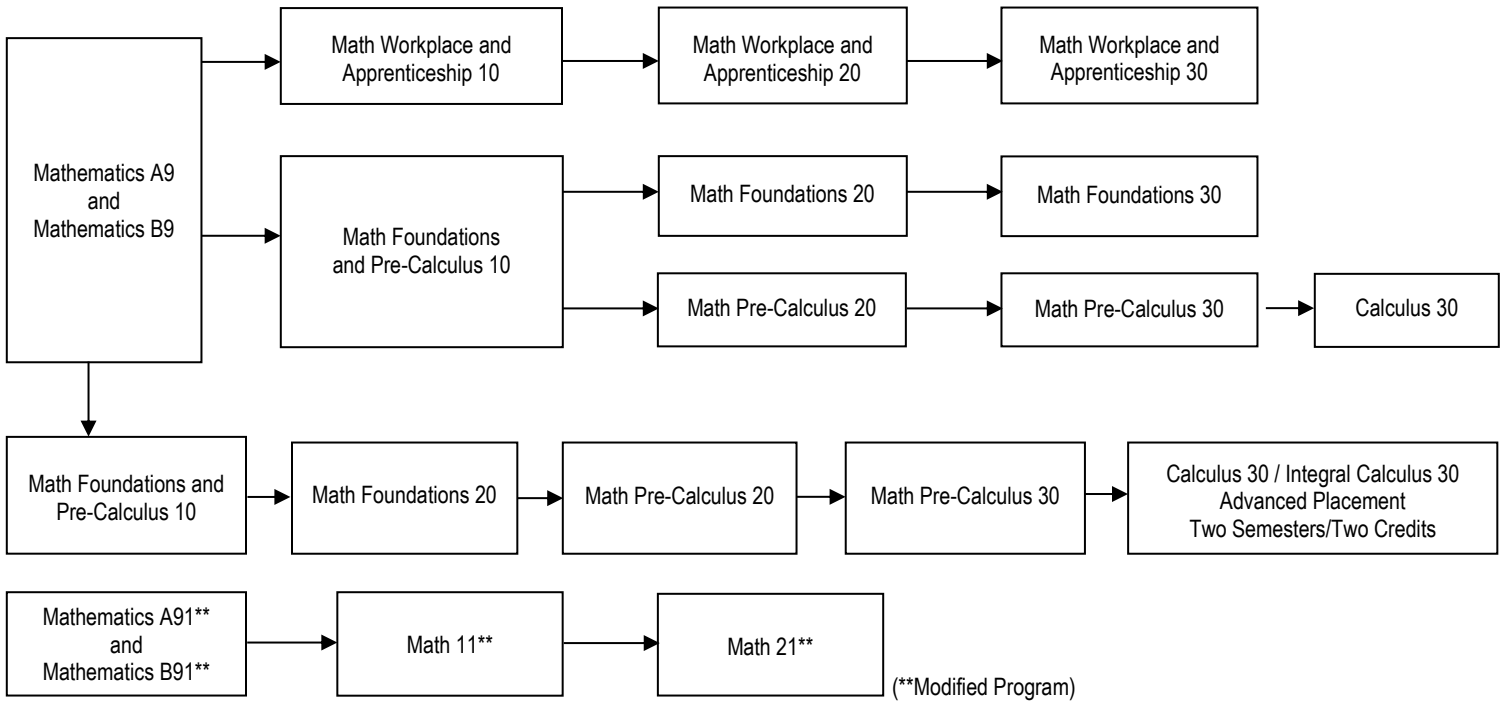 Math Workplace and
Apprenticeship 10
Math Workplace and
Apprenticeship 20
Math Workplace and
Apprenticeship 30
Mathematics A9
and
Mathematics B9
Math Foundations
and Pre-Calculus 10
Math Foundations 20
Math Foundations 30
Math Pre-Calculus 20
Math Pre-Calculus 30
Calculus 30
Math Foundations and
Pre-Calculus 10
Math Foundations 20
Math Pre-Calculus 20
Math Pre-Calculus 30
Calculus 30 / Integral Calculus 30
Advanced Placement
Two Semesters/Two Credits
Mathematics A91**
and
Mathematics B91**
Math 11**
Math 21**
(**Modified Program)